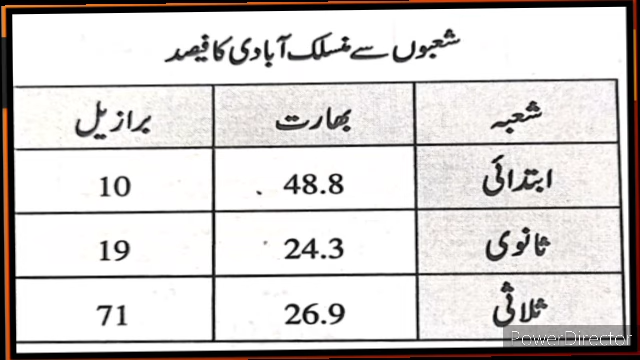 شعبوں سے منسلک آبادی کا فیصد
شعبہ بھارت برازیل
ابتدائی 48.8 10
ثانوی 24.3 19
ثلاثی 26.9 71
PowerDirector